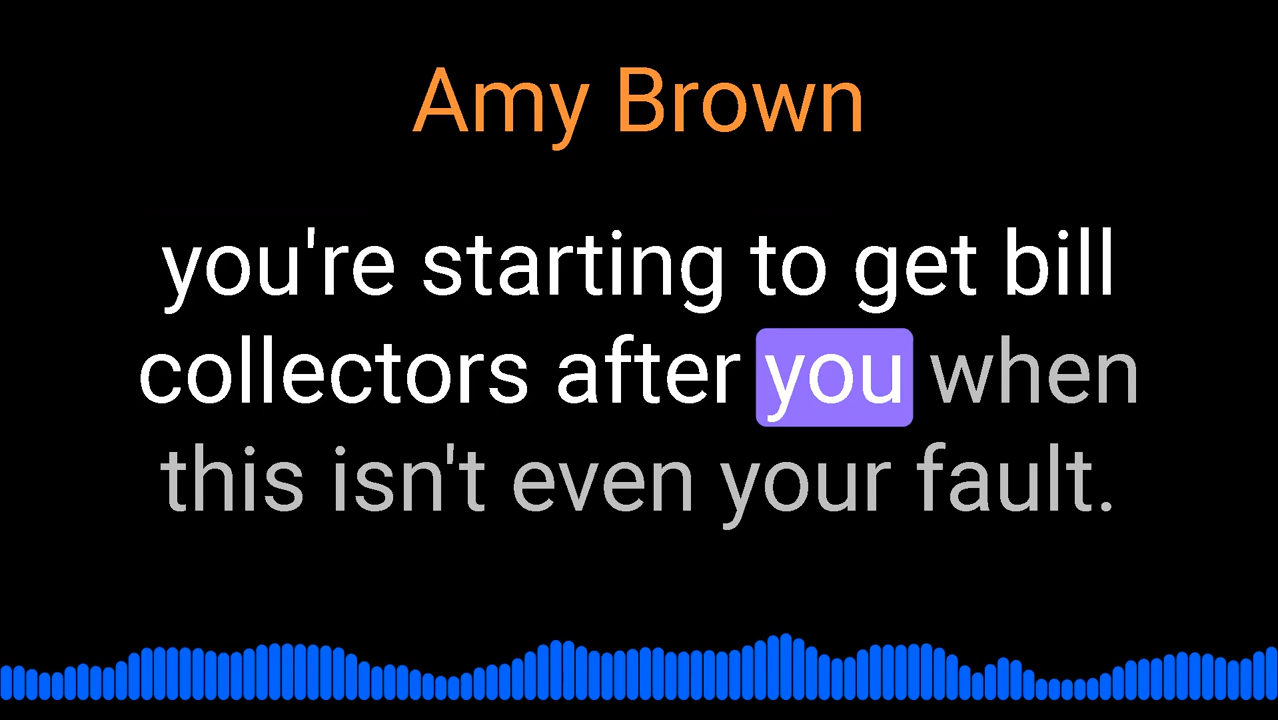 Amy Brown
you're starting to get bill
collectors after you when
this isn't even your fault.